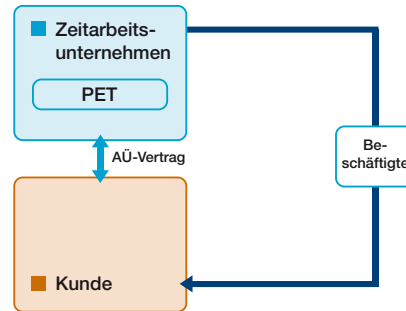 Zeitarbeits-
unternehmen
PET
AÜ-Vertrag
Be-
schäftigte
Kunde